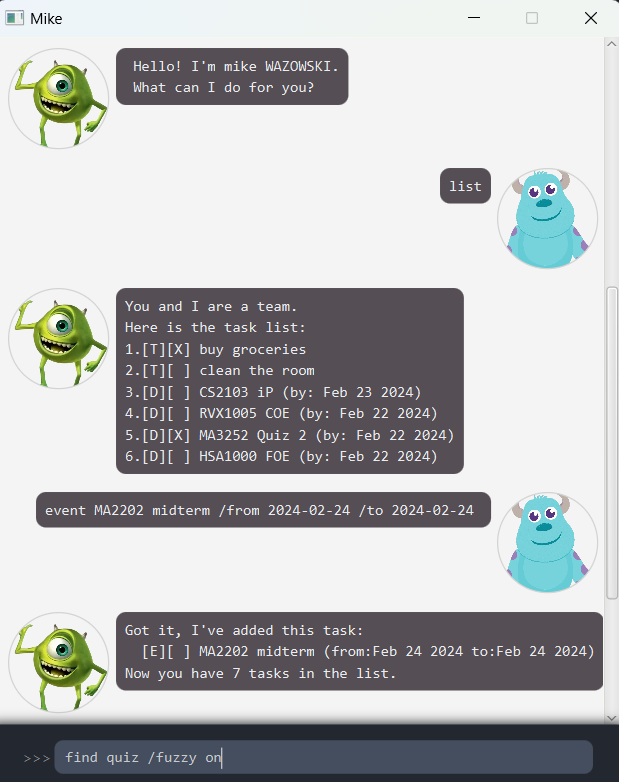 Mike
Hello! I'm mike WAZOWSKI.
What can I do for you?
list
You and I are a team.
Here is the task list:
1.[T][X] buy groceries
2.[T][ ] clean the room
3.[D][ ] CS2103 iP (by: Feb 23 2024)
4.[D][ ] RVX1005 COE (by: Feb 22 2024)
5.[D][X] MA3252 Quiz 2 (by: Feb 22 2024)
6.[D][ ] HSA1000 FOE (by: Feb 22 2024)
event MA2202 midterm /from 2024-02-24 /to 2024-02-24
Got it, I've added this task:
[E][ ] MA2202 midterm (from:Feb 24 2024 to:Feb 24 2024)
Now you have 7 tasks in the list.
>>> find quiz /fuzzy on